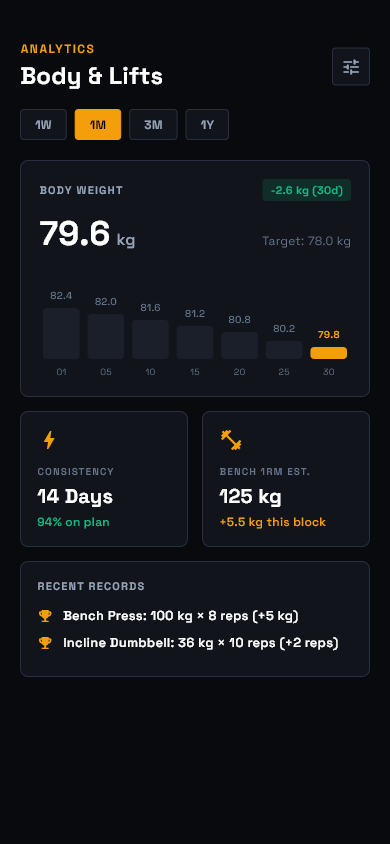 ANALYTICS
Body & Lifts
1W 1M 3M 1Y
BODY WEIGHT -2.6 kg (30d)
79.6 kg Target: 78.0 kg
82.4 82.0 81.6 81.2 80.8 80.2 79.8
01 05 10 15 20 25 30
CONSISTENCY
14 Days
94% on plan
BENCH 1RM EST.
125 kg
+5.5 kg this block
RECENT RECORDS
Bench Press: 100 kg × 8 reps (+5 kg)
Incline Dumbbell: 36 kg × 10 reps (+2 reps)